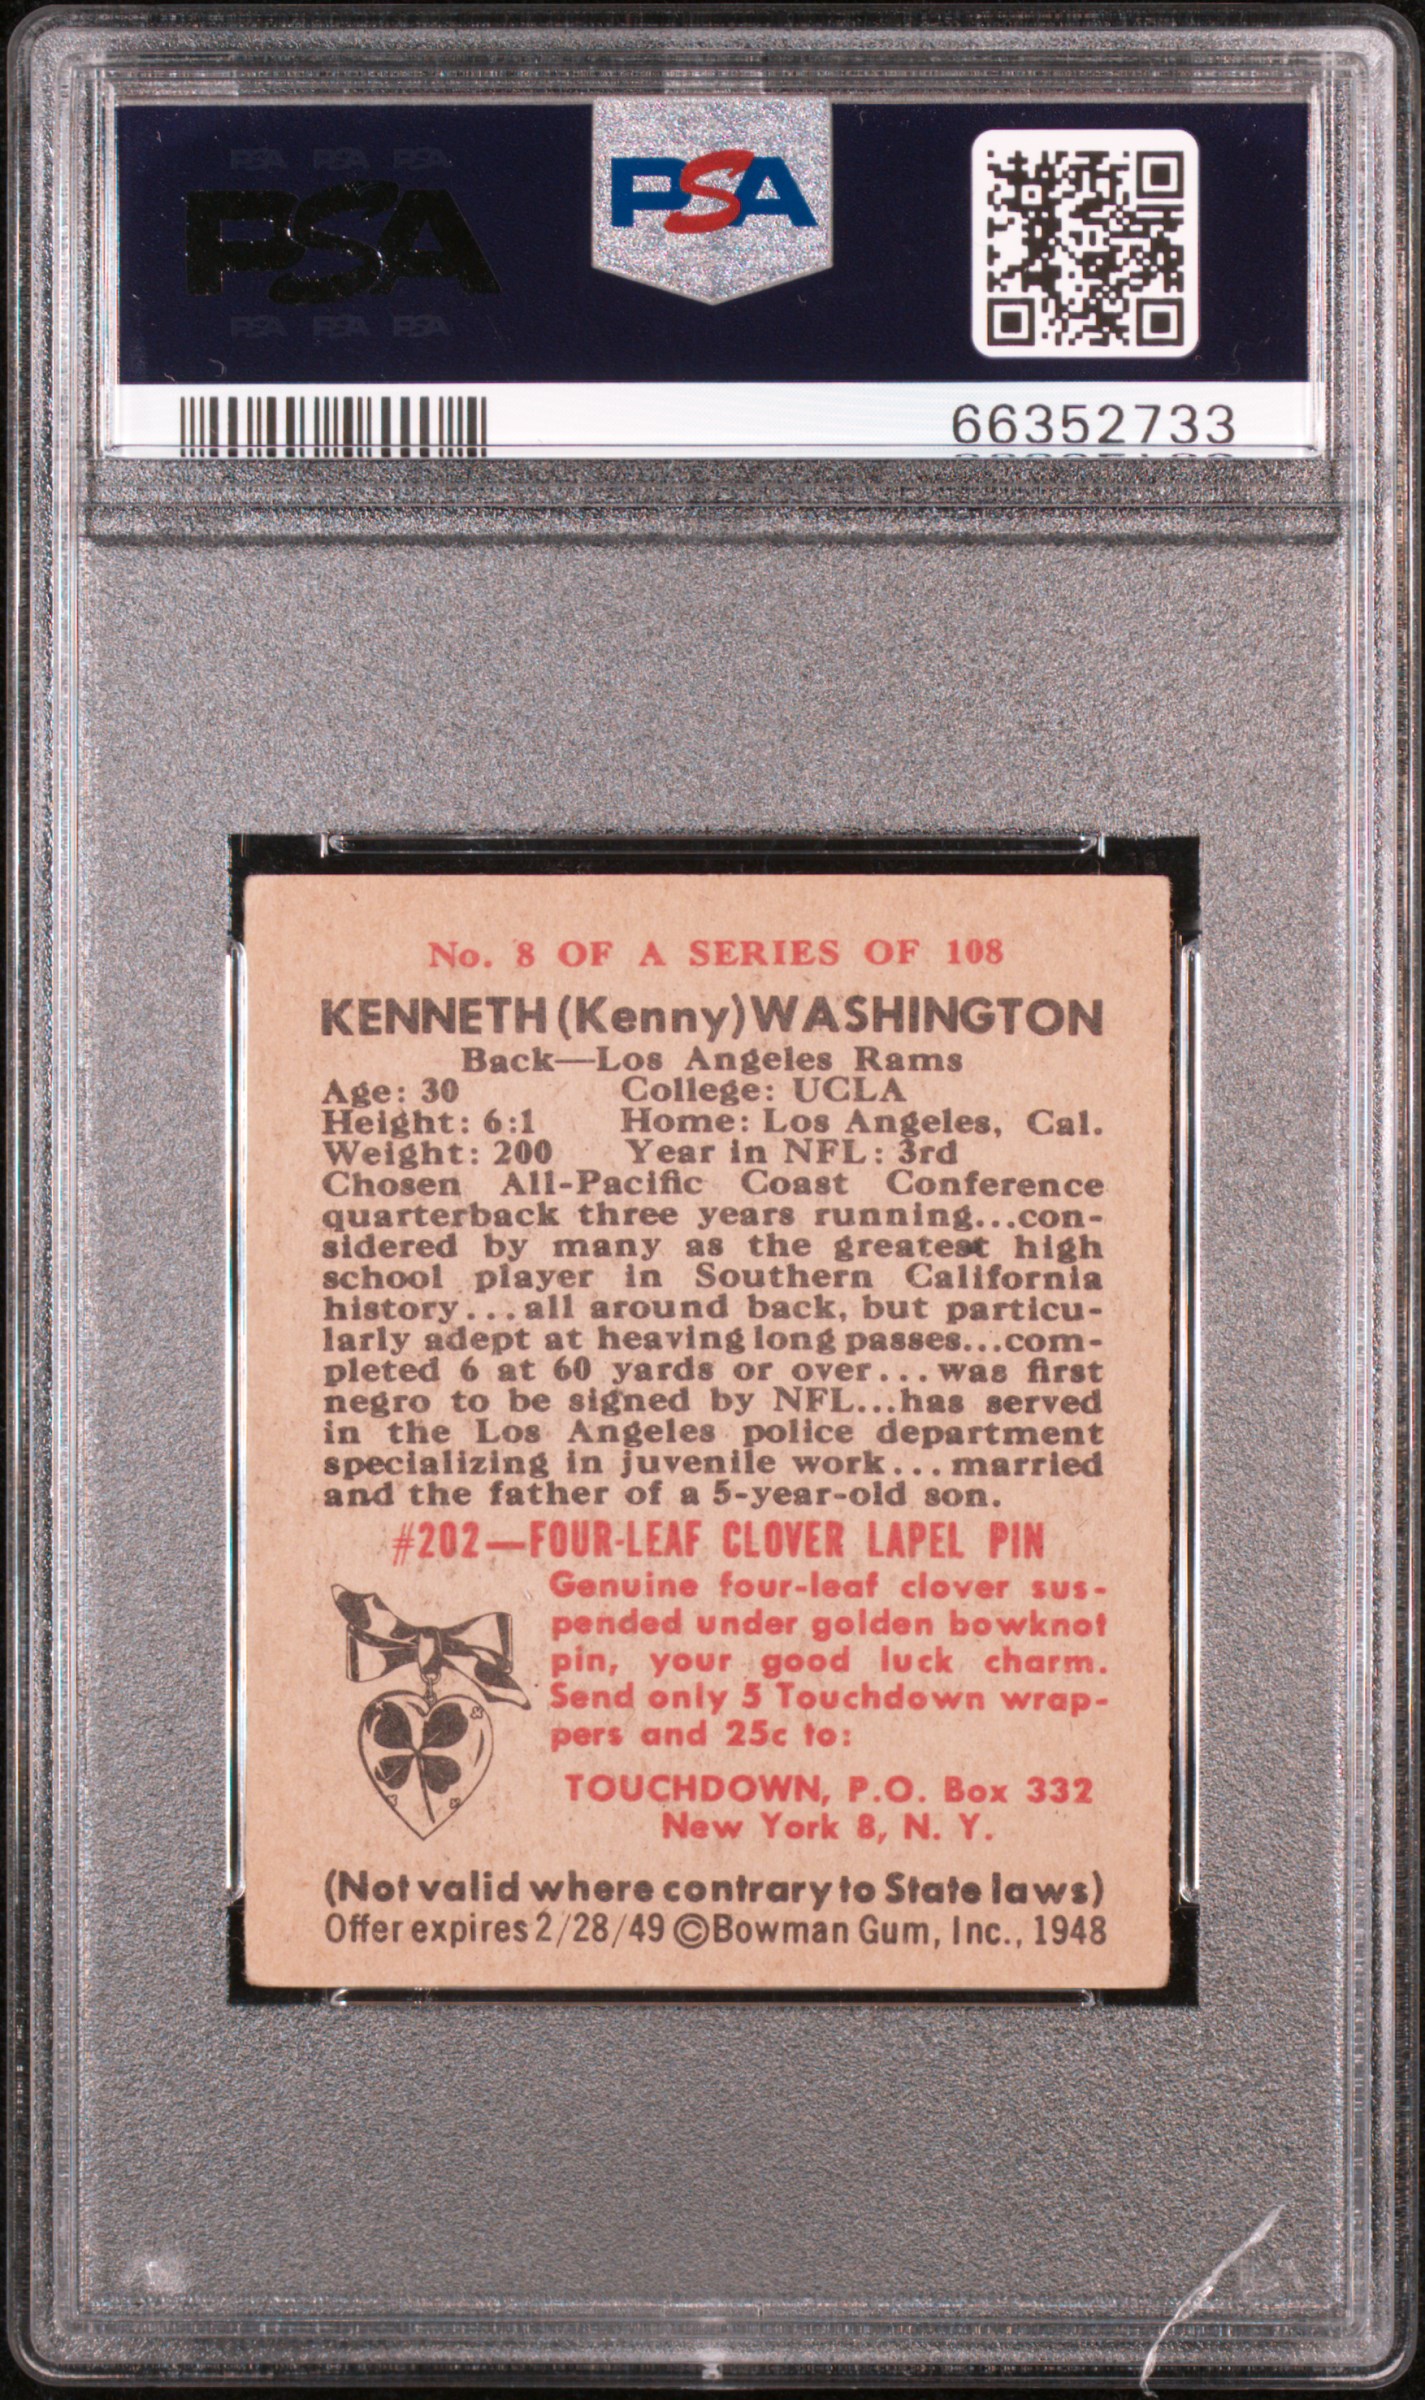 PSA PSA PSA
PSA
PSA PSA PSA
PSA
66352733
No. 8 OF A SERIES OF 108
KENNETH (Kenny) WASHINGTON
Back—Los Angeles Rams
Age: 30 College: UCLA
Height: 6:1 Home: Los Angeles, Cal.
Weight: 200 Year in NFL: 3rd
Chosen All-Pacific Coast Conference
quarterback three years running...con-
sidered by many as the greatest high
school player in Southern California
history...all around back, but particu-
larly adept at heaving long passes...com-
pleted 6 at 60 yards or over...was first
negro to be signed by NFL...has served
in the Los Angeles police department
specializing in juvenile work...married
and the father of a 5-year-old son.
#202—FOUR-LEAF CLOVER LAPEL PIN
Genuine four-leaf clover sus-
pended under golden bowknot
pin, your good luck charm.
Send only 5 Touchdown wrap-
pers and 25c to:
TOUCHDOWN, P.O. Box 332
New York 8, N. Y.
(Not valid where contrary to State laws)
Offer expires 2/28/49 ©Bowman Gum, Inc., 1948